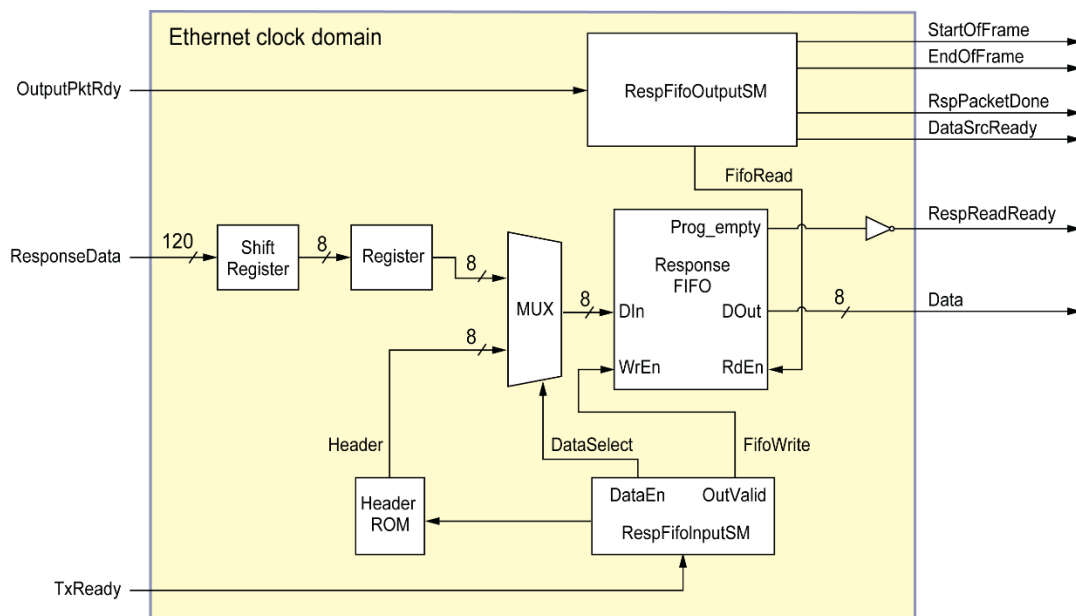 Ethernet clock domain
StartOfFrame
EndOfFrame
OutputPktRdy
RespFifoOutputSM
RspPacketDone
DataSrcReady
FifoRead
ResponseData
120
Shift
Register
8
Register
8
MUX
8
8
Prog_empty
Response
FIFO
DIn
DOut
WrEn
RdEn
RespReadReady
8
Data
Header
DataSelect
FifoWrite
Header
ROM
DataEn
OutValid
RespFifoInputSM
TxReady